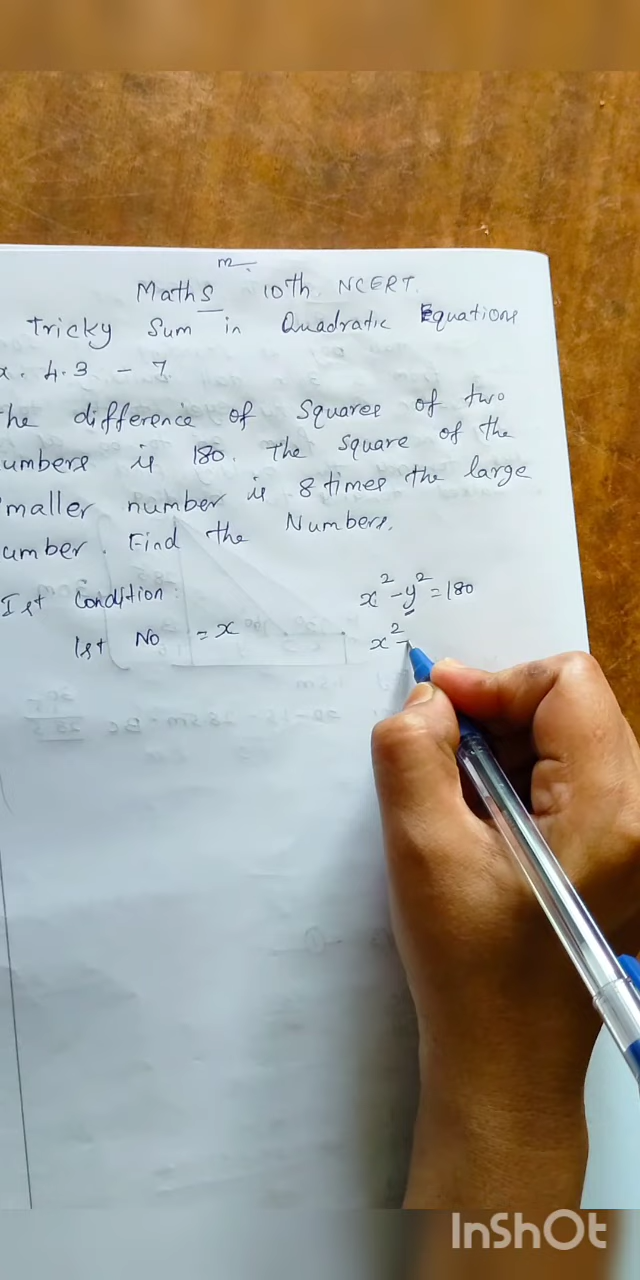 m.
Maths 10th NCERT.
Tricky Sum in Quadratic Equations
x. 4.3 - 7
the difference of squares of two
umbers is 180. the square of the
maller number is 8 times the large
umber. Find the Numbers.
Ist Condition:
x²-y²=180
1st No = x
x²-
InShOt